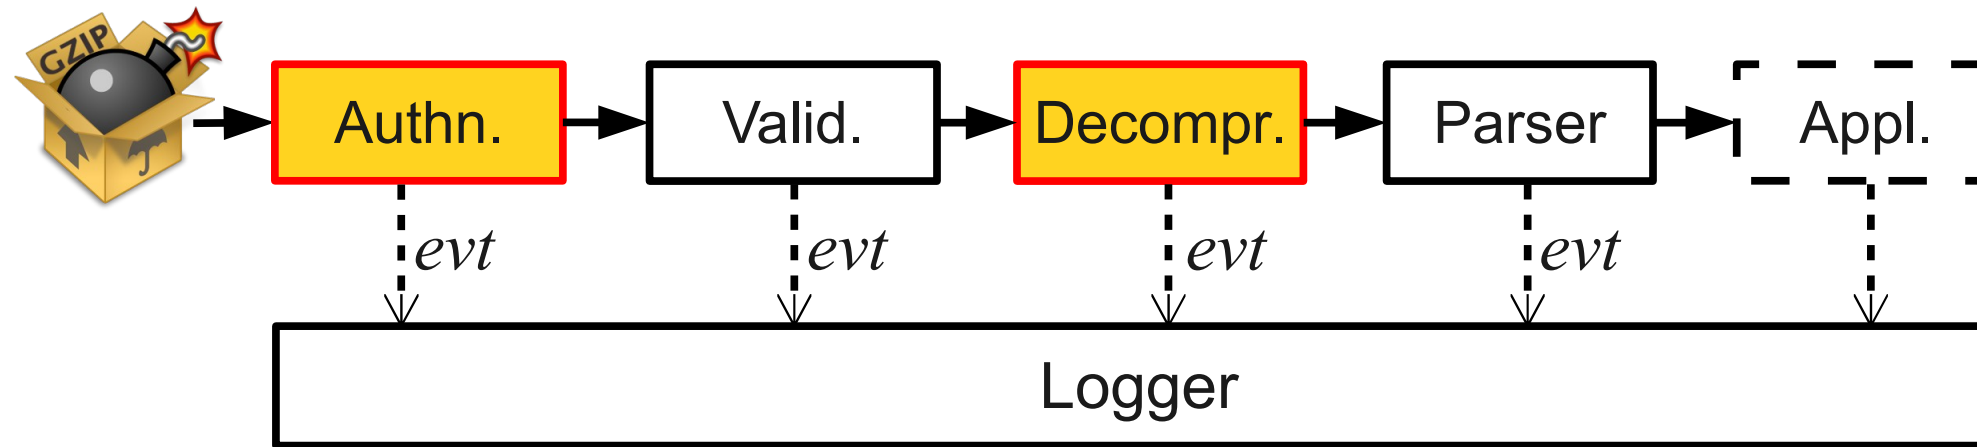 GZIP
Authn.
Valid.
Decompr.
Parser
Appl.
evt
evt
evt
evt
Logger